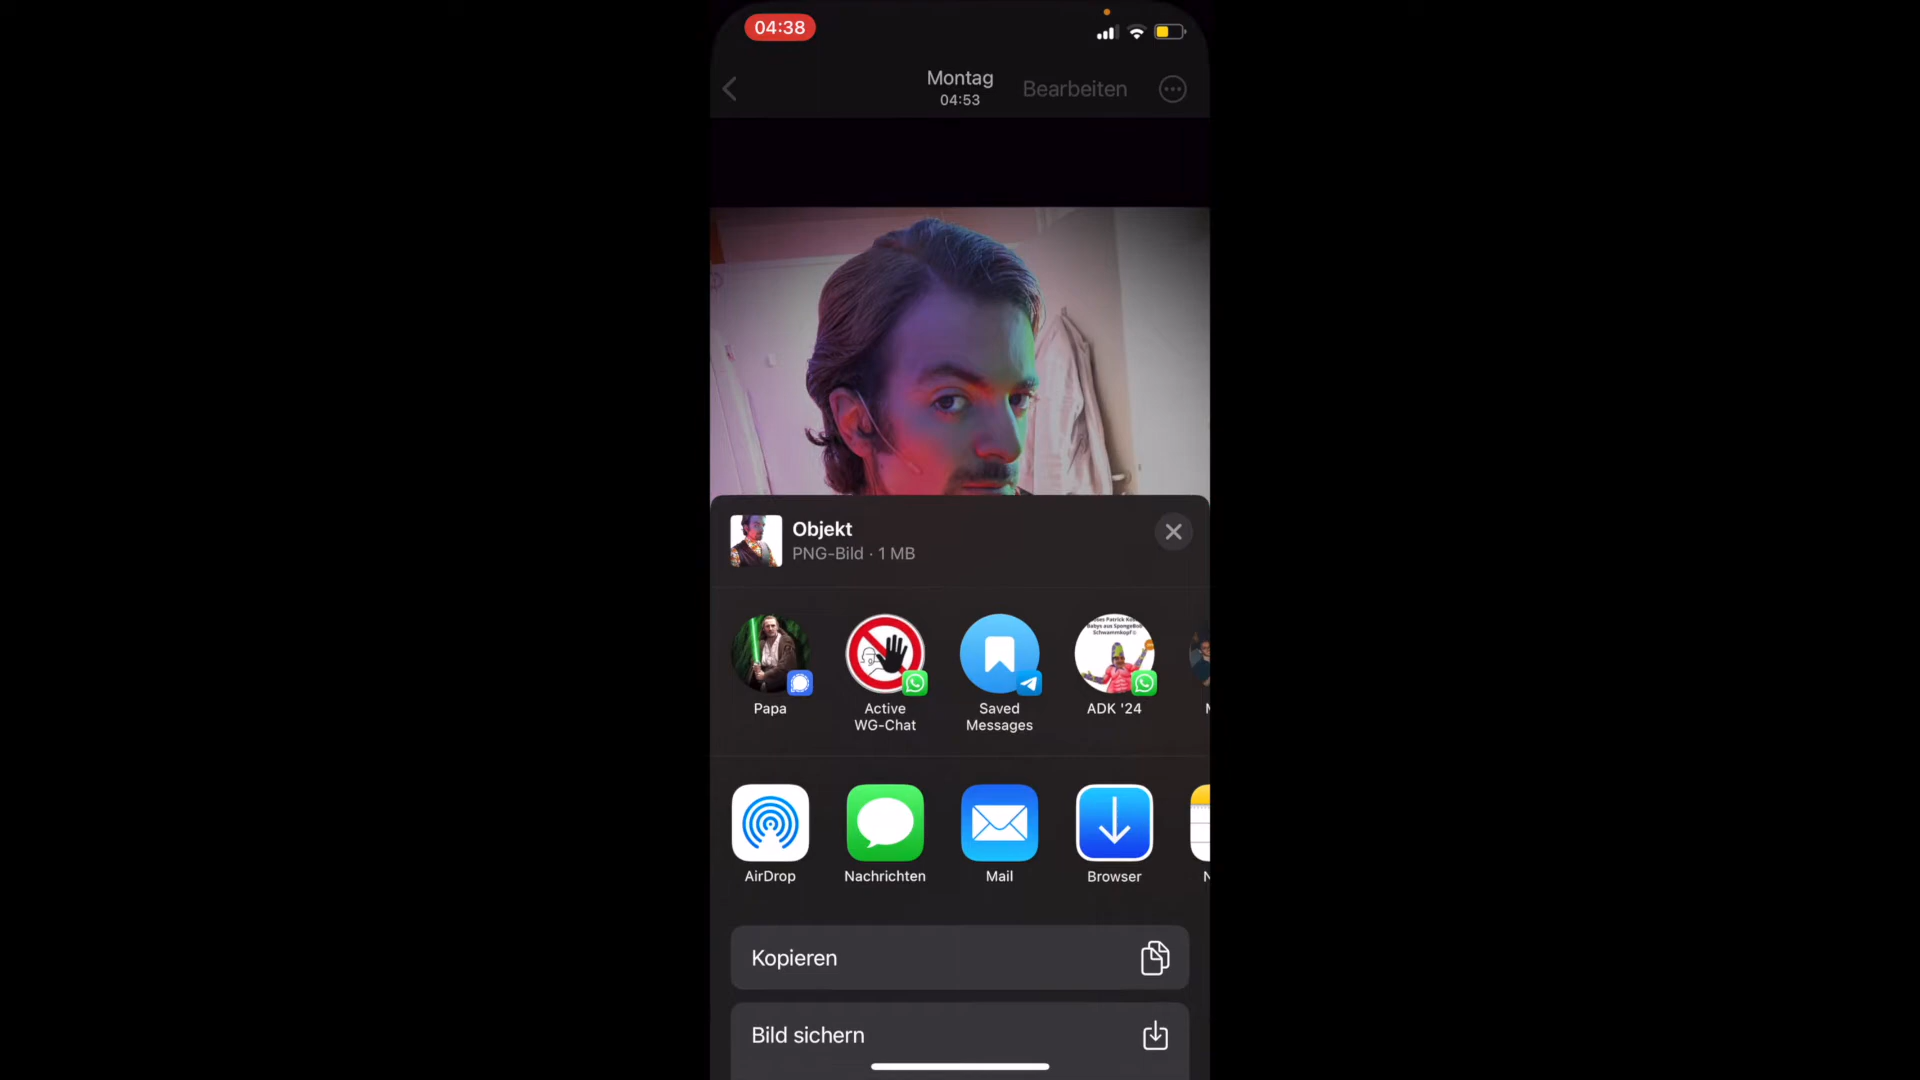 04:38
Montag
04:53
Bearbeiten
Objekt
PNG-Bild · 1 MB
Papa
Active
WG-Chat
Saved
Messages
ADK '24
AirDrop
Nachrichten
Mail
Browser
Kopieren
Bild sichern